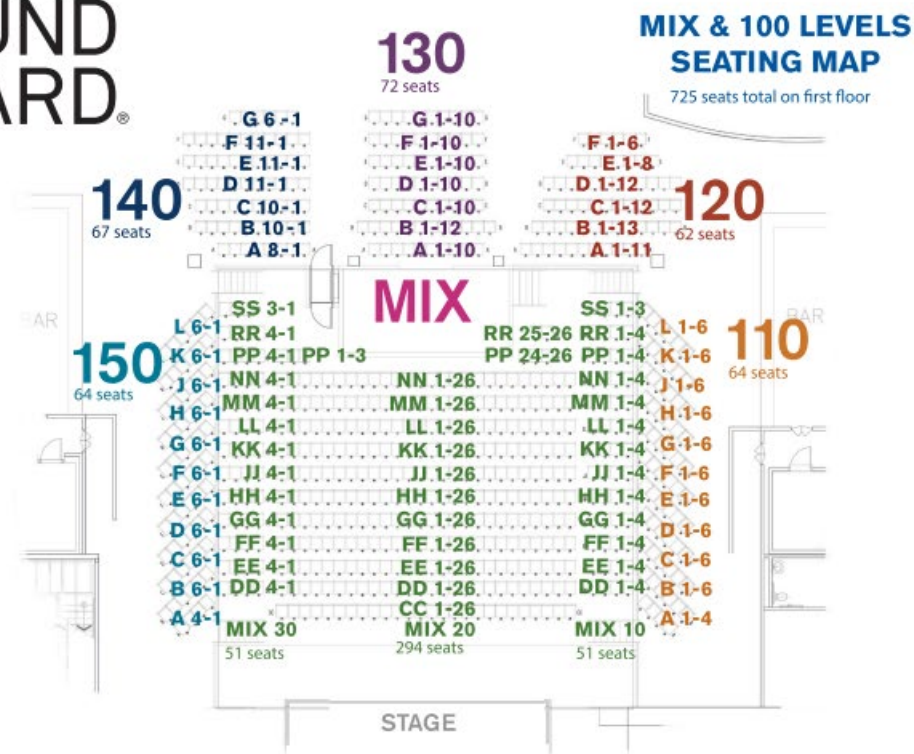 UND
ARD®
MIX & 100 LEVELS
SEATING MAP
725 seats total on first floor
130
72 seats
G 6-1
F 11-1
E 11-1
D 11-1
C 10-1
B 10-1
A 8-1
G 1-10
F 1-10
E 1-10
D 1-10
C 1-10
B 1-12
A 1-10
F 1-6
E 1-8
D 1-12
C 1-12
B 1-13
A 1-11
140
67 seats
120
62 seats
MIX
BAR
BAR
150
64 seats
110
64 seats
L 6-1
K 6-1
J 6-1
H 6-1
G 6-1
F 6-1
E 6-1
D 6-1
C 6-1
B 6-1
A 4-1
SS 3-1
RR 4-1
PP 4-1 PP 1-3
NN 4-1
MM 4-1
LL 4-1
KK 4-1
JJ 4-1
HH 4-1
GG 4-1
FF 4-1
EE 4-1
DD 4-1
MIX 30
51 seats
NN 1-26
MM 1-26
LL 1-26
KK 1-26
JJ 1-26
HH 1-26
GG 1-26
FF 1-26
EE 1-26
DD 1-26
CC 1-26
MIX 20
294 seats
SS 1-3
RR 25-26 RR 1-4
PP 24-26 PP 1-4
NN 1-4
MM 1-4
LL 1-4
KK 1-4
JJ 1-4
HH 1-4
GG 1-4
FF 1-4
EE 1-4
DD 1-4
MIX 10
51 seats
L 1-6
K 1-6
J 1-6
H 1-6
G 1-6
F 1-6
E 1-6
D 1-6
C 1-6
B 1-6
A 1-4
STAGE